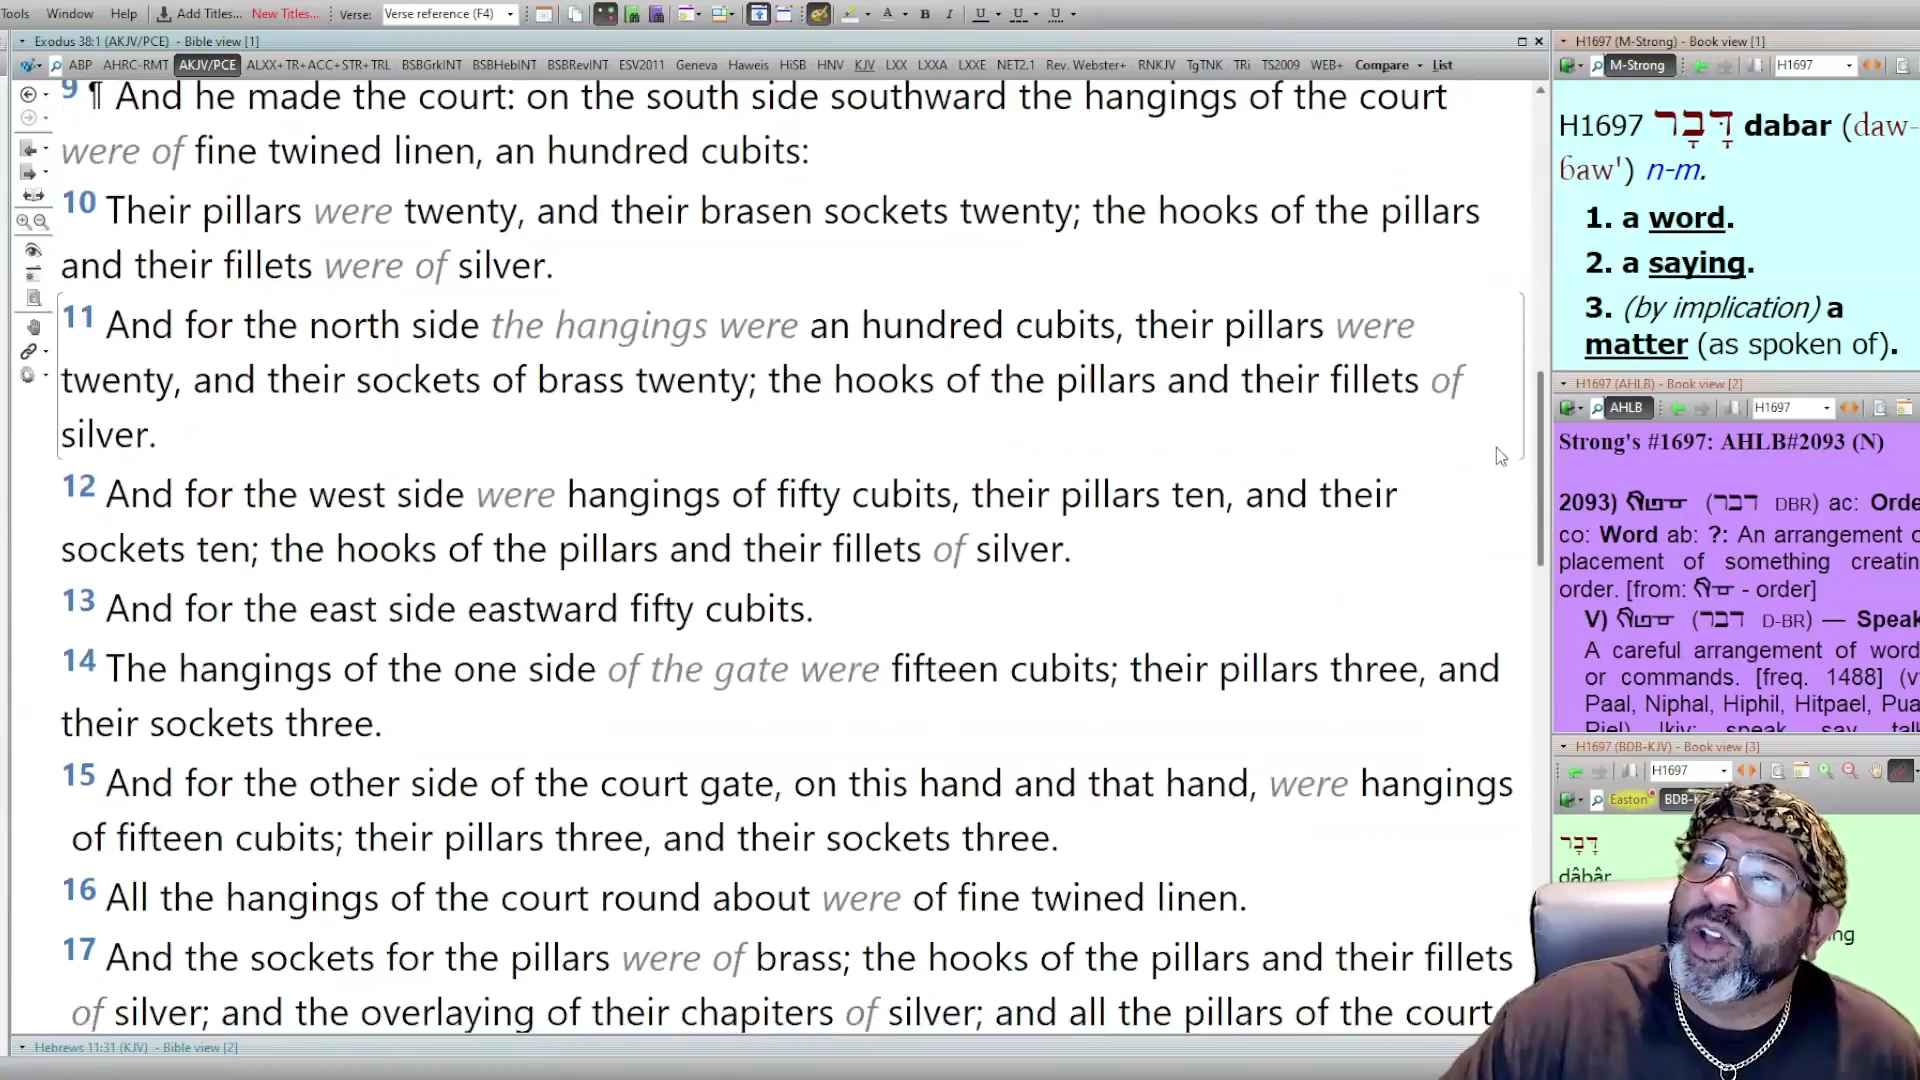 Tools Window Help Add Titles... New Titles... Verse: Verse reference (F4) A B I U U U
Exodus 38:1 (AKJV/PCE) - Bible view [1]
ABP AHRC-RMT AKJV/PCE ALXX+TR+ACC+STR+TRL BSBGrkINT BSBHebINT BSBRevINT ESV2011 Geneva Haweis HiSB HNV KJV LXX LXXA LXXE NET2.1 Rev. Webster+ RNKJV TgTNK TRi TS2009 WEB+ Compare List
9 ¶ And he made the court: on the south side southward the hangings of the court
were of fine twined linen, an hundred cubits:
10 Their pillars were twenty, and their brasen sockets twenty; the hooks of the pillars
and their fillets were of silver.
11 And for the north side the hangings were an hundred cubits, their pillars were
twenty, and their sockets of brass twenty; the hooks of the pillars and their fillets of
silver.
12 And for the west side were hangings of fifty cubits, their pillars ten, and their
sockets ten; the hooks of the pillars and their fillets of silver.
13 And for the east side eastward fifty cubits.
14 The hangings of the one side of the gate were fifteen cubits; their pillars three, and
their sockets three.
15 And for the other side of the court gate, on this hand and that hand, were hangings
of fifteen cubits; their pillars three, and their sockets three.
16 All the hangings of the court round about were of fine twined linen.
17 And the sockets for the pillars were of brass; the hooks of the pillars and their fillets
of silver; and the overlaying of their chapiters of silver; and all the pillars of the court
Hebrews 11:31 (KJV) - Bible view [2]
H1697 (M-Strong) - Book view [1]
M-Strong H1697
H1697 דָּבָר dabar (daw-
baw') n-m.
1. a word.
2. a saying.
3. (by implication) a
matter (as spoken of).
H1697 (AHLB) - Book view [2]
AHLB H1697
Strong's #1697: AHLB#2093 (N)
2093) (דבר DBR) ac: Orde
co: Word ab: ?: An arrangement o
placement of something creatin
order. [from: - order]
V) (דבר D-BR) — Speak
A careful arrangement of word
or commands. [freq. 1488] (v
Paal, Niphal, Hiphil, Hitpael, Pua
Piel) |kjv: speak, say, talk
H1697 (BDB-KJV) - Book view [3]
H1697
Easton BDB-K
דָּבָר
dâbâr
ng